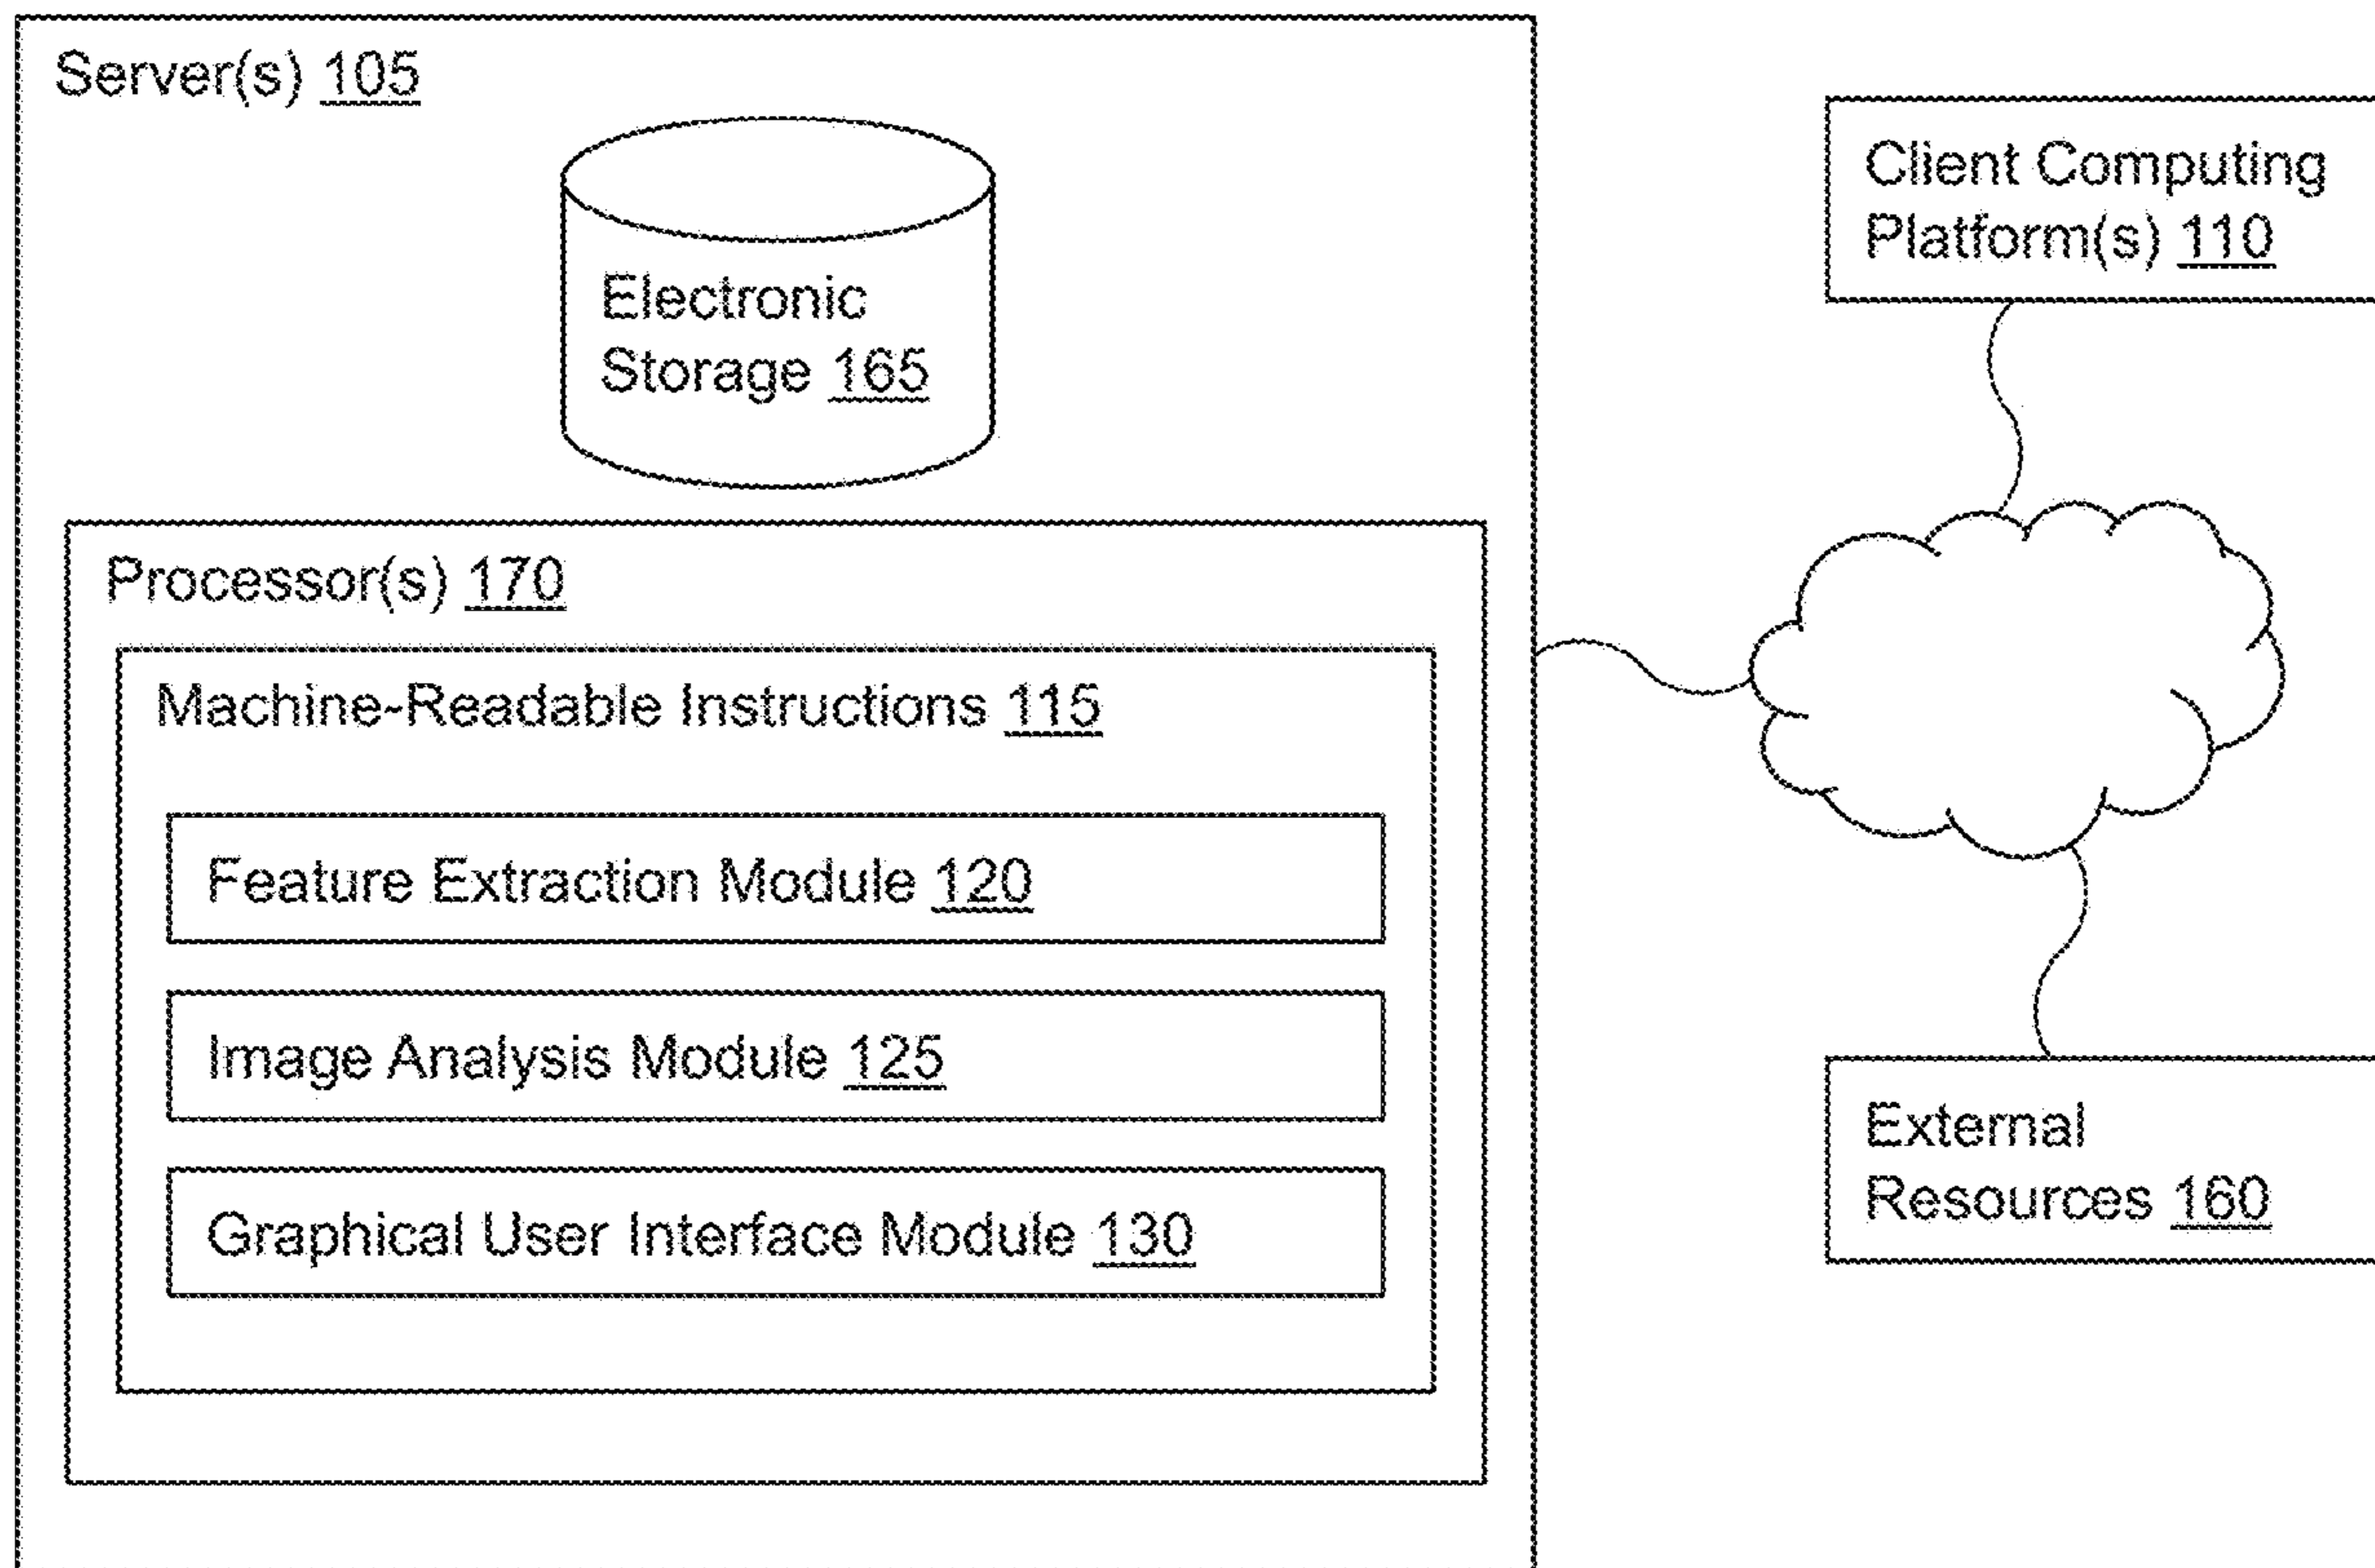 Server(s) 105
Electronic
Storage 165
Processor(s) 170
Machine-Readable Instructions 115
Feature Extraction Module 120
Image Analysis Module 125
Graphical User Interface Module 130
Client Computing
Platform(s) 110
External
Resources 160